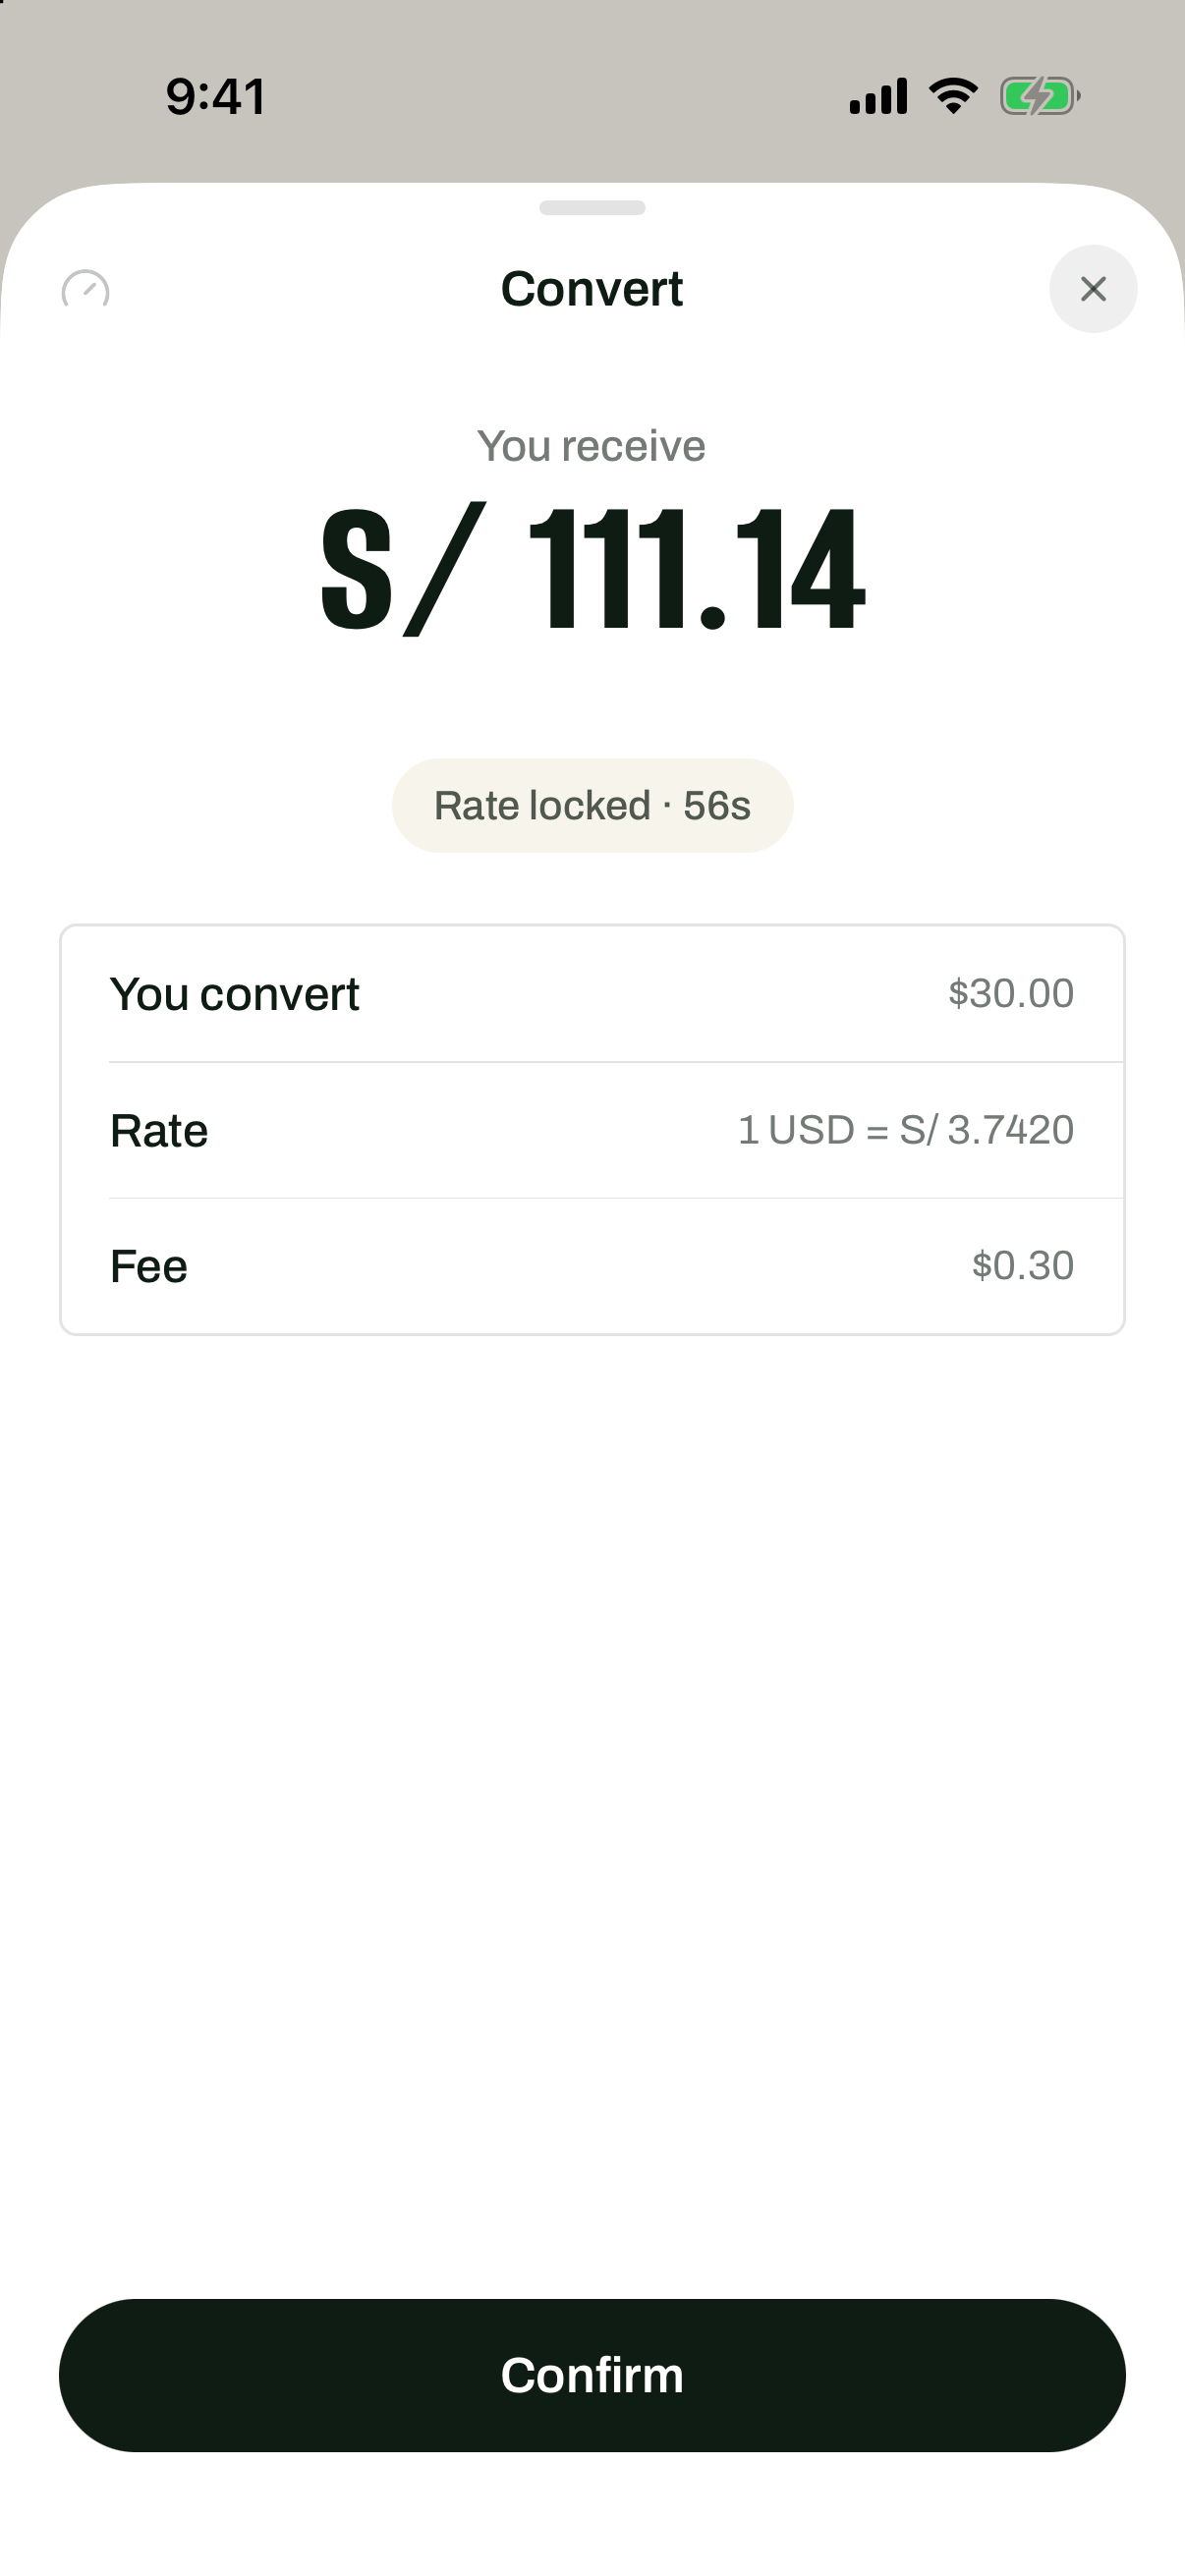 9:41
Convert
You receive
S/ 111.14
Rate locked · 56s
You convert $30.00
Rate 1 USD = S/ 3.7420
Fee $0.30
Confirm